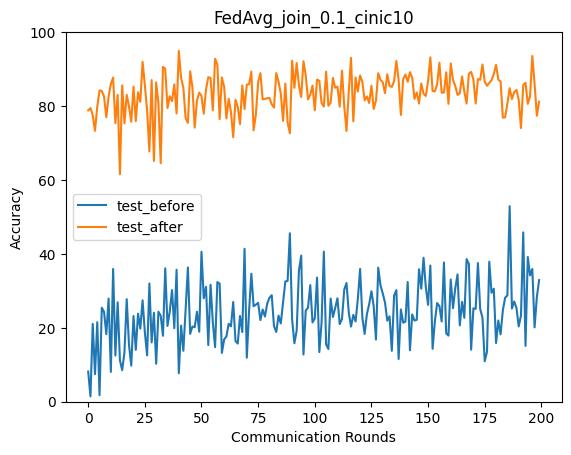 FedAvg_join_0.1_cinic10
100
80
60
40
20
0
Accuracy
test_before
test_after
0 25 50 75 100 125 150 175 200
Communication Rounds